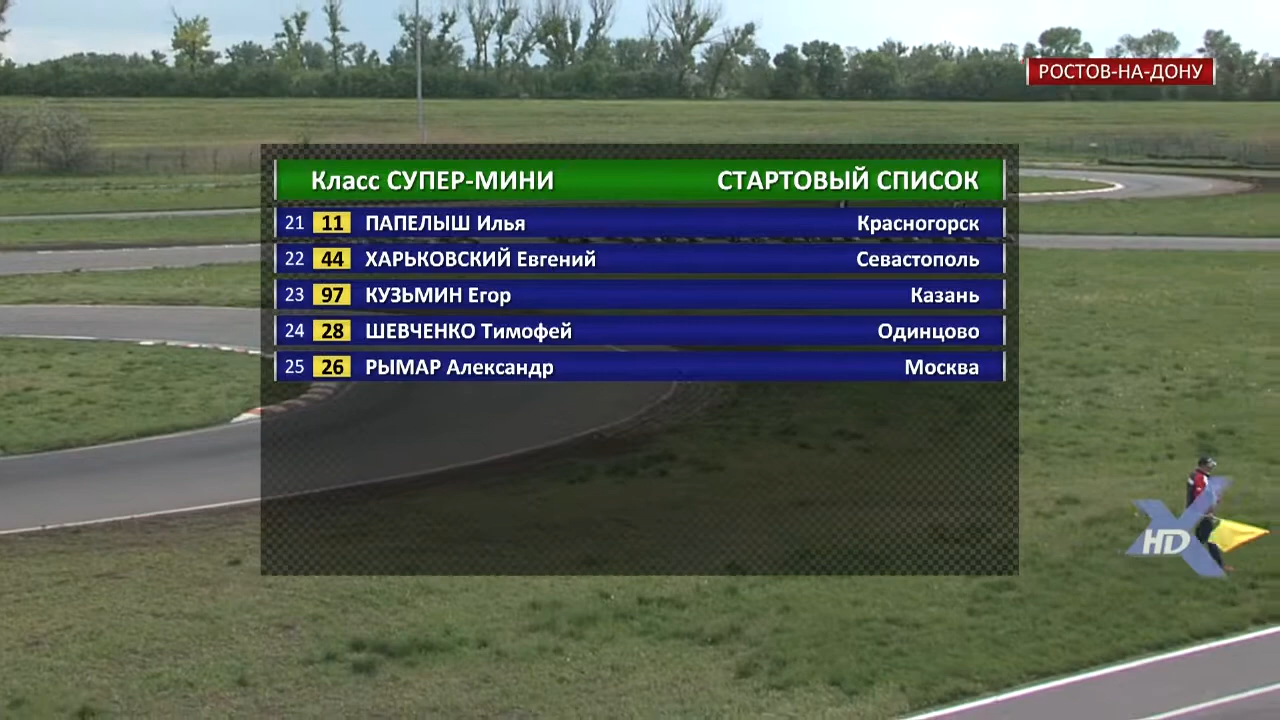 РОСТОВ-НА-ДОНУ
Класс СУПЕР-МИНИ СТАРТОВЫЙ СПИСОК
21 11 ПАПЕЛЫШ Илья Красногорск
22 44 ХАРЬКОВСКИЙ Евгений Севастополь
23 97 КУЗЬМИН Егор Казань
24 28 ШЕВЧЕНКО Тимофей Одинцово
25 26 РЫМАР Александр Москва
X HD